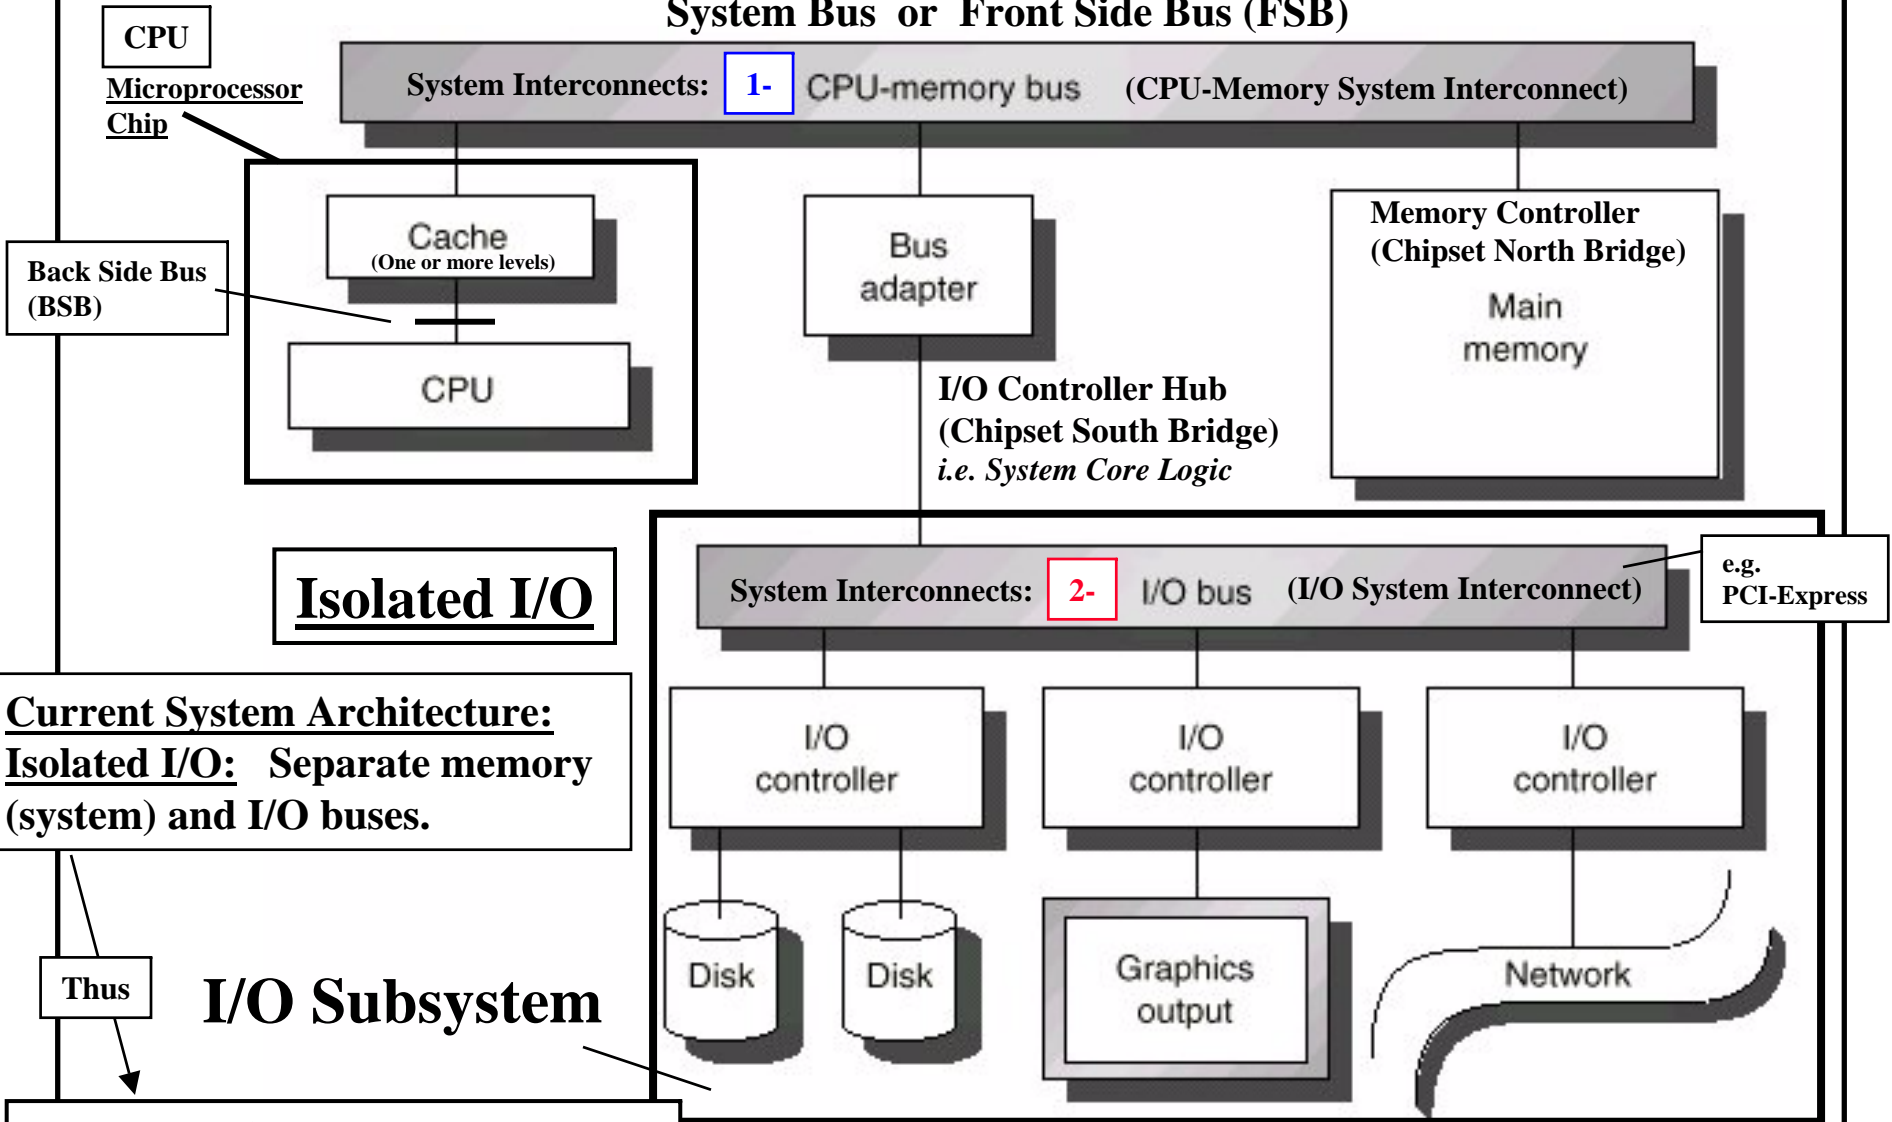 System Bus or Front Side Bus (FSB)
CPU
Microprocessor
Chip
System Interconnects: 1- CPU-memory bus (CPU-Memory System Interconnect)
Cache
(One or more levels)
Back Side Bus
(BSB)
CPU
Bus
adapter
Memory Controller
(Chipset North Bridge)
Main
memory
I/O Controller Hub
(Chipset South Bridge)
i.e. System Core Logic
Isolated I/O
System Interconnects: 2- I/O bus (I/O System Interconnect)
e.g.
PCI-Express
Current System Architecture:
Isolated I/O: Separate memory
(system) and I/O buses.
I/O
controller
I/O
controller
I/O
controller
Thus
I/O Subsystem
Disk
Disk
Graphics
output
Network